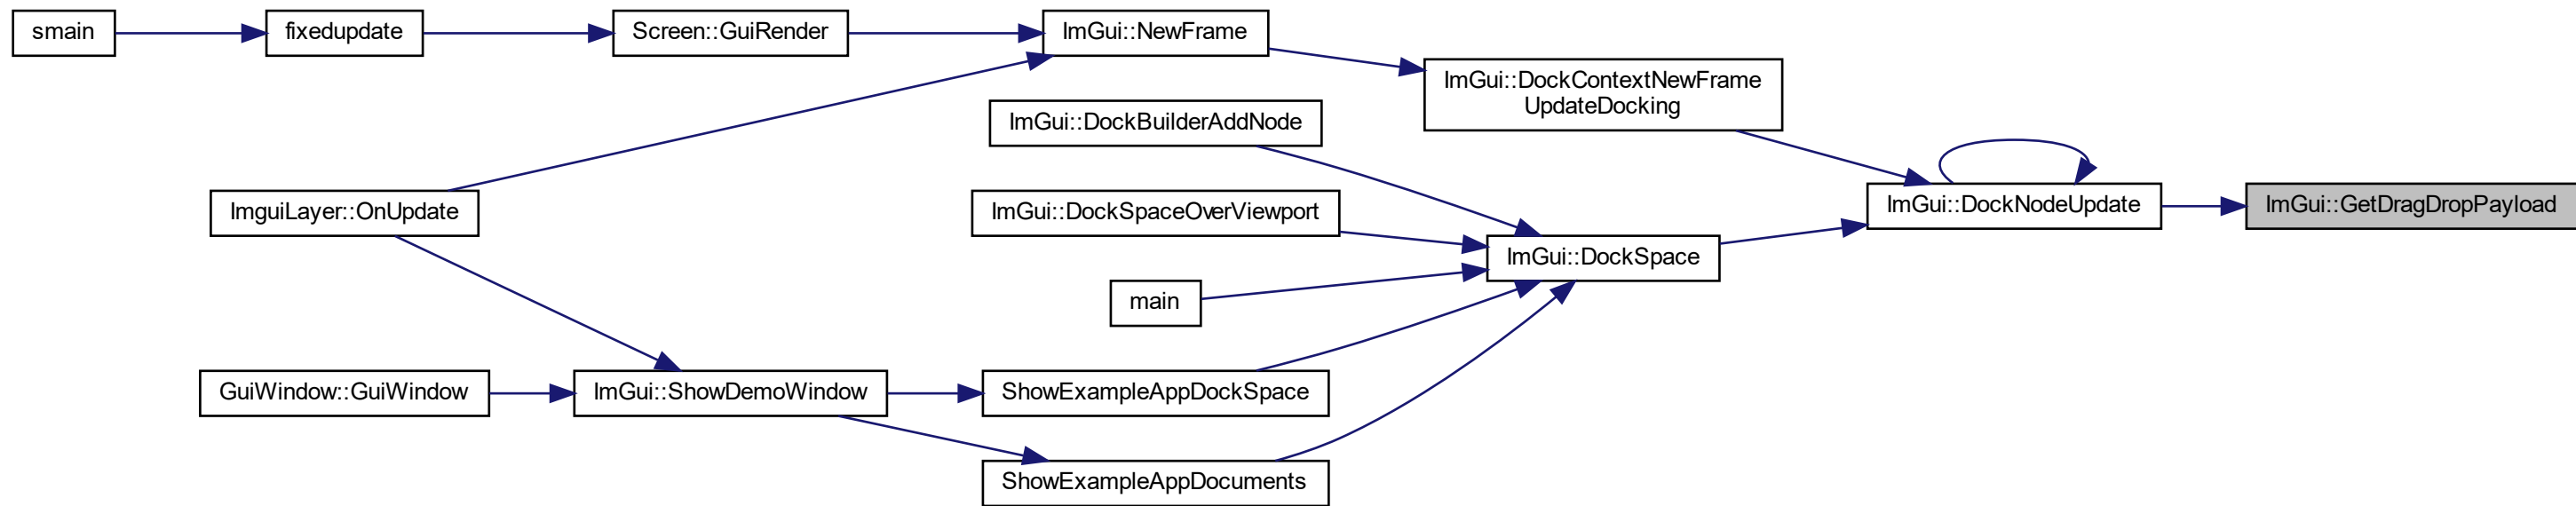 smain
fixedupdate
Screen::GuiRender
ImGui::NewFrame
ImGui::DockContextNewFrame
UpdateDocking
ImGui::DockBuilderAddNode
ImguiLayer::OnUpdate
ImGui::DockSpaceOverViewport
ImGui::DockNodeUpdate
ImGui::GetDragDropPayload
ImGui::DockSpace
main
GuiWindow::GuiWindow
ImGui::ShowDemoWindow
ShowExampleAppDockSpace
ShowExampleAppDocuments